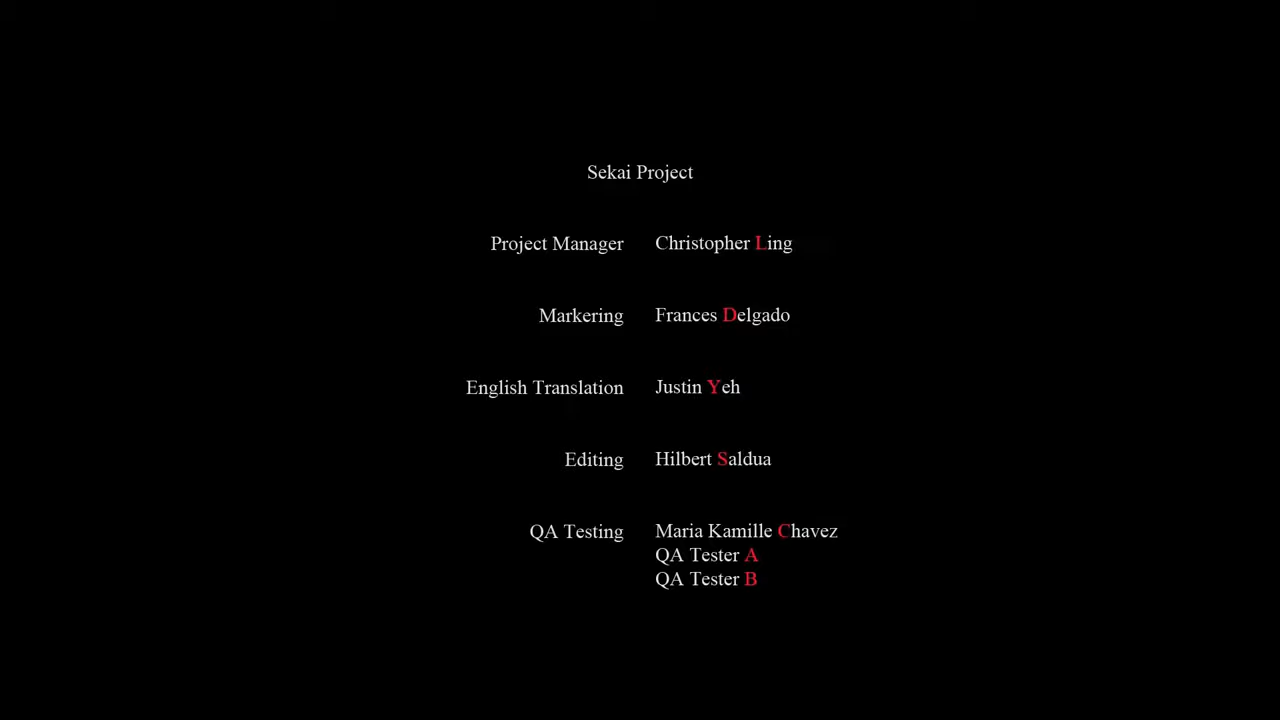 Sekai Project
Project Manager Christopher Ling
Markering Frances Delgado
English Translation Justin Yeh
Editing Hilbert Saldua
QA Testing Maria Kamille Chavez
QA Tester A
QA Tester B